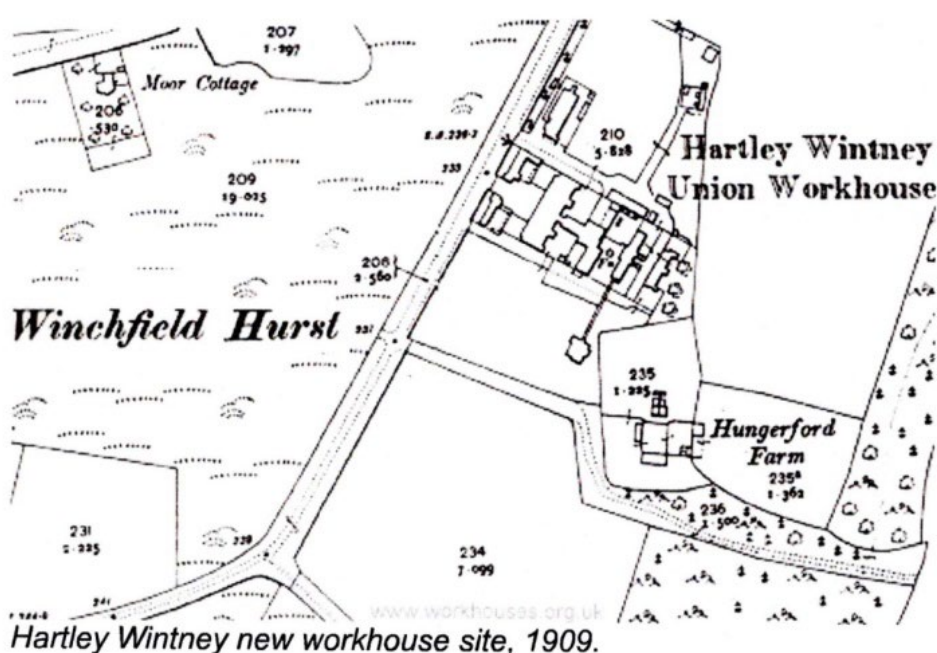 207
1·297
Moor Cottage
206
·530
210
5·828
Hartley Wintney
Union Workhouse
209
19·025
208
2·560
Winchfield Hurst
235
1·225
Hungerford
Farm
235ª
1·362
236
1·500
231
2·225
234
7·099
www.workhouses.org.uk
Hartley Wintney new workhouse site, 1909.